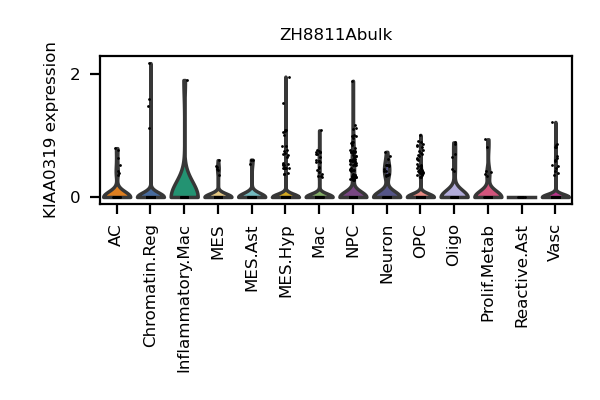 ZH8811Abulk
KIAA0319 expression
2
0
AC
Chromatin.Reg
Inflammatory.Mac
MES
MES.Ast
MES.Hyp
Mac
NPC
Neuron
OPC
Oligo
Prolif.Metab
Reactive.Ast
Vasc